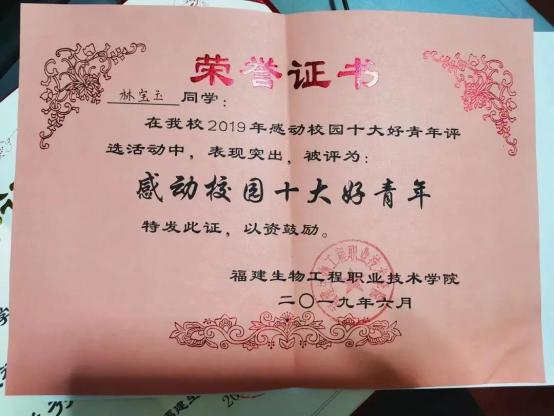 荣誉证书
林宝玉同学：
在我校2019年感动校园十大好青年评
选活动中，表现突出，被评为：
感动校园十大好青年
特发此证，以资鼓励。
福建生物工程职业技术学院
二〇一九年六月